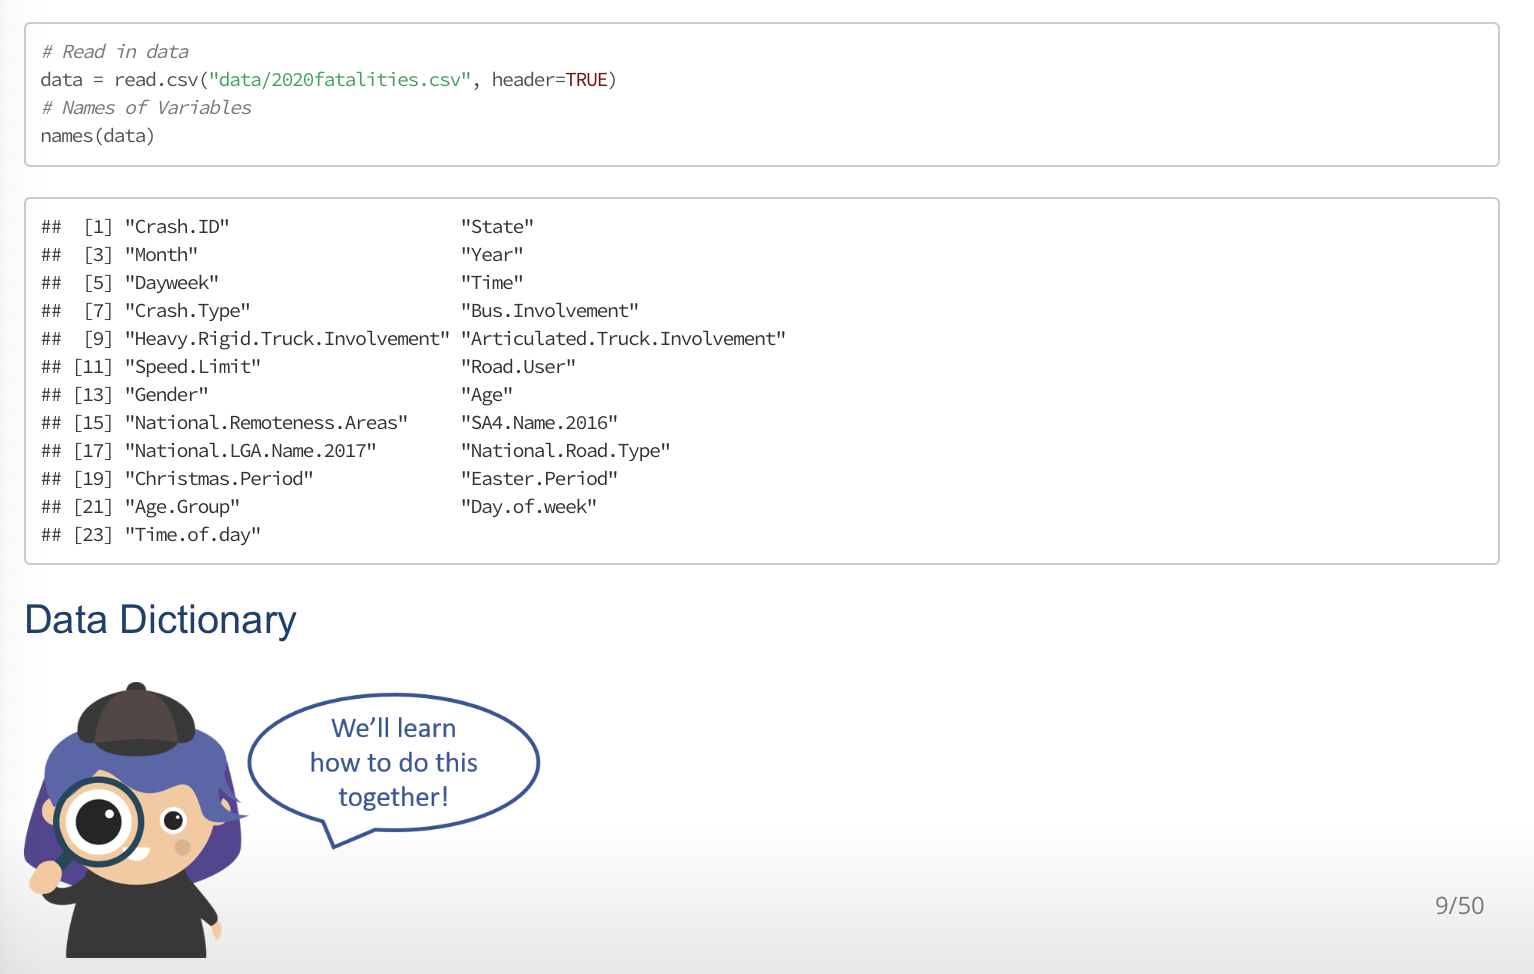 # Read in data
data = read.csv("data/2020fatalities.csv", header=TRUE)
# Names of Variables
names(data)
##  [1] "Crash.ID"                      "State"
##  [3] "Month"                         "Year"
##  [5] "Dayweek"                       "Time"
##  [7] "Crash.Type"                    "Bus.Involvement"
##  [9] "Heavy.Rigid.Truck.Involvement" "Articulated.Truck.Involvement"
## [11] "Speed.Limit"                   "Road.User"
## [13] "Gender"                        "Age"
## [15] "National.Remoteness.Areas"     "SA4.Name.2016"
## [17] "National.LGA.Name.2017"        "National.Road.Type"
## [19] "Christmas.Period"              "Easter.Period"
## [21] "Age.Group"                     "Day.of.week"
## [23] "Time.of.day"
Data Dictionary
We’ll learn
how to do this
together!
9/50